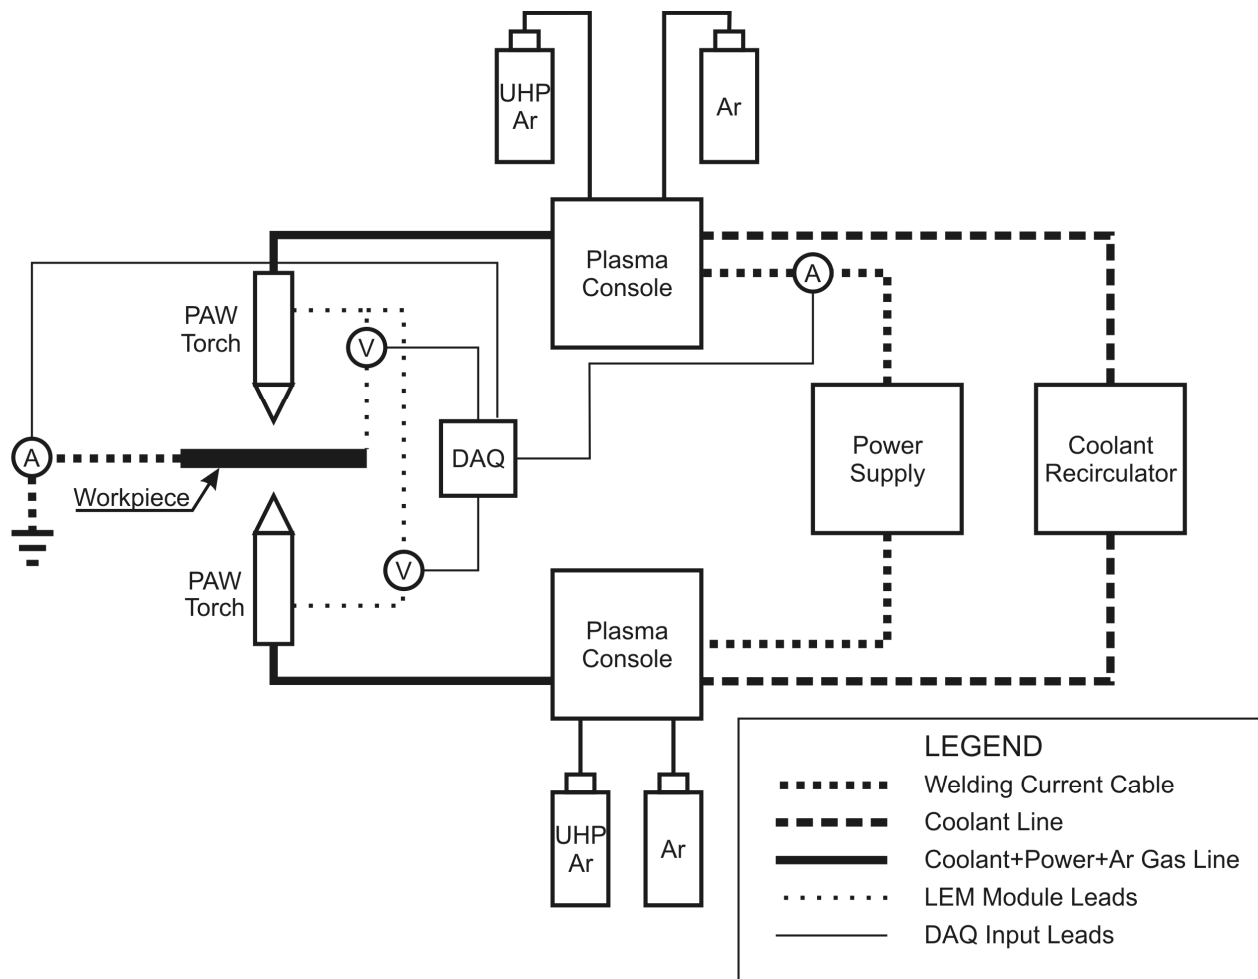 UHP
Ar
Ar
Plasma
Console
A
PAW
Torch
V
A
DAQ
Power
Supply
Coolant
Recirculator
Workpiece
V
PAW
Torch
Plasma
Console
UHP
Ar
Ar
LEGEND
Welding Current Cable
Coolant Line
Coolant+Power+Ar Gas Line
LEM Module Leads
DAQ Input Leads